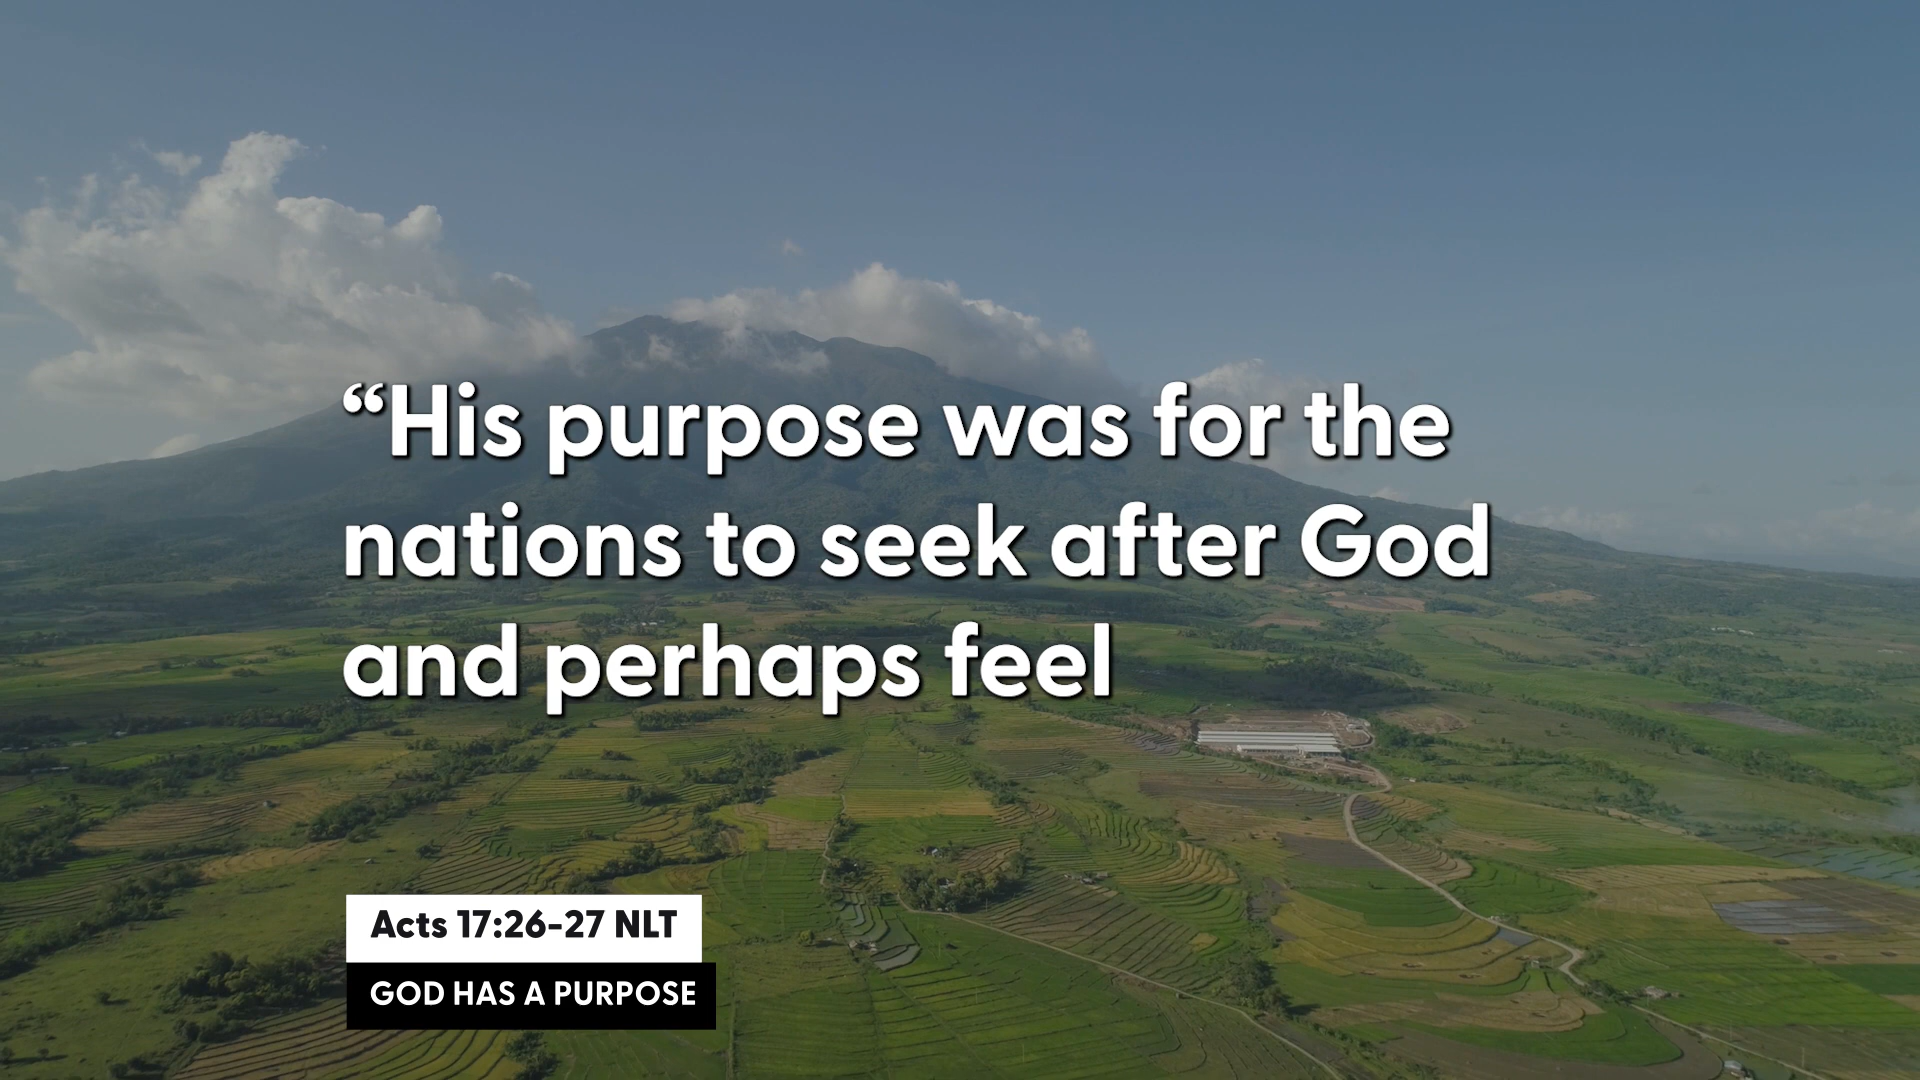 “His purpose was for the
nations to seek after God
and perhaps feel
Acts 17:26-27 NLT
GOD HAS A PURPOSE